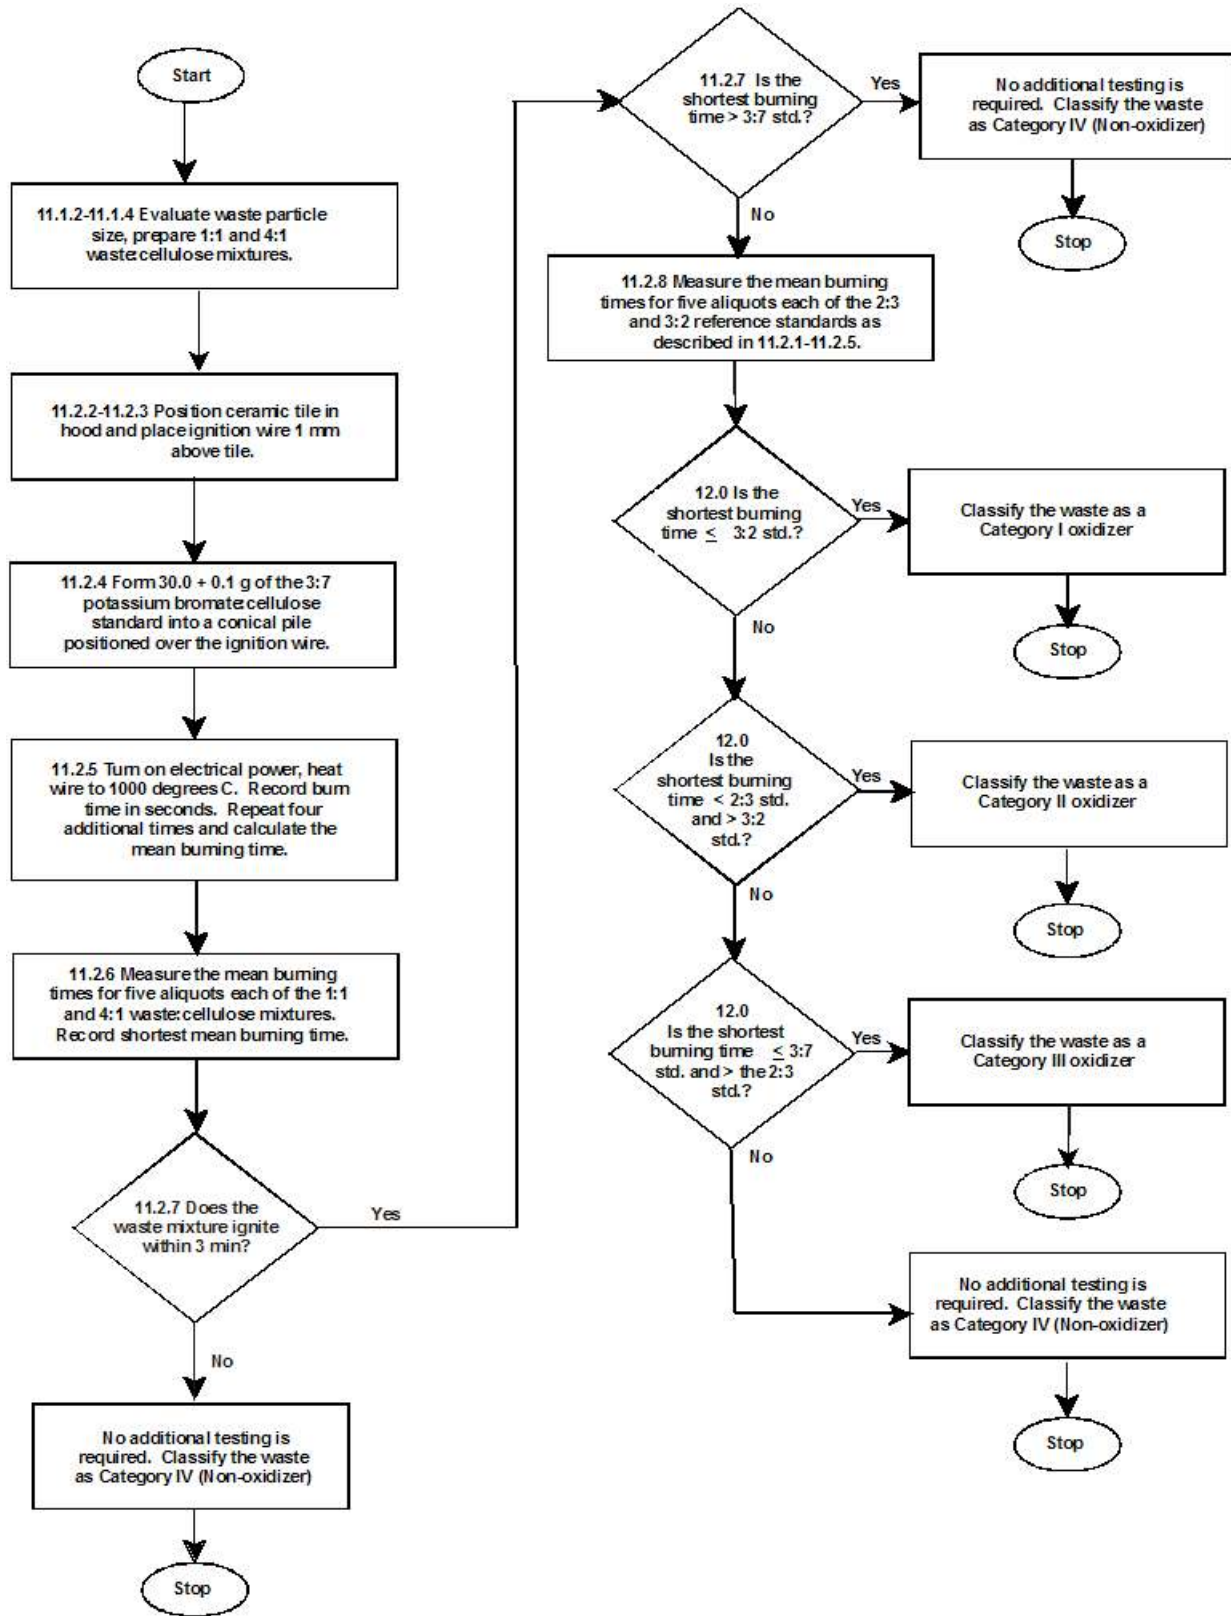 Start
11.1.2-11.1.4 Evaluate waste particle
size, prepare 1:1 and 4:1
waste:cellulose mixtures.
11.2.2-11.2.3 Position ceramic tile in
hood and place ignition wire 1 mm
above tile.
11.2.4 Form 30.0 + 0.1 g of the 3:7
potassium bromate:cellulose
standard into a conical pile
positioned over the ignition wire.
11.2.5 Turn on electrical power, heat
wire to 1000 degrees C. Record burn
time in seconds. Repeat four
additional times and calculate the
mean burning time.
11.2.6 Measure the mean burning
times for five aliquots each of the 1:1
and 4:1 waste:cellulose mixtures.
Record shortest mean burning time.
11.2.7 Does the
waste mixture ignite
within 3 min?
Yes
No
No additional testing is
required. Classify the waste
as Category IV (Non-oxidizer)
Stop
11.2.7 Is the
shortest burning
time > 3:7 std.?
Yes
No additional testing is
required. Classify the waste
as Category IV (Non-oxidizer)
Stop
No
11.2.8 Measure the mean burning
times for five aliquots each of the 2:3
and 3:2 reference standards as
described in 11.2.1-11.2.5.
12.0 Is the
shortest burning
time ≤ 3:2 std.?
Yes
Classify the waste as a
Category I oxidizer
Stop
No
12.0
Is the
shortest burning
time < 2:3 std.
and > 3:2
std.?
Yes
Classify the waste as a
Category II oxidizer
Stop
No
12.0
Is the shortest
burning time ≤ 3:7
std. and > the 2:3
std.?
Yes
Classify the waste as a
Category III oxidizer
Stop
No
No additional testing is
required. Classify the waste
as Category IV (Non-oxidizer)
Stop